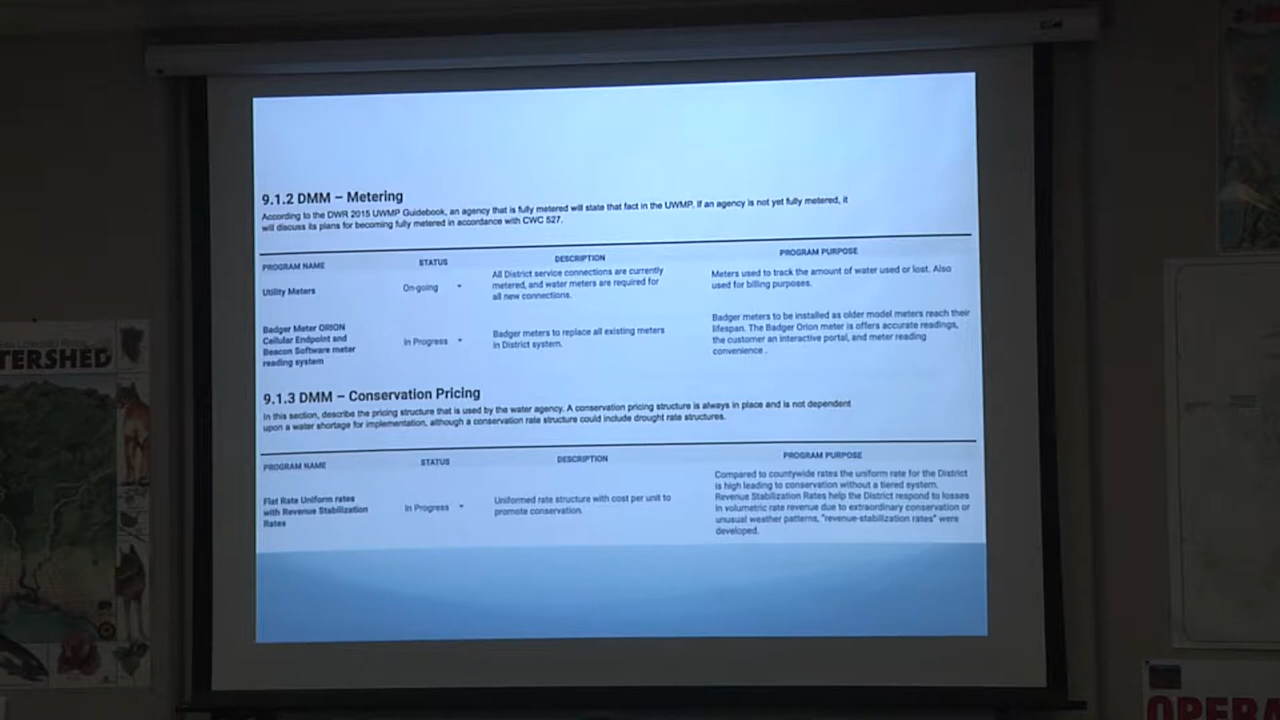 9.1.2 DMM – Metering
According to the DWR 2015 UWMP Guidebook, an agency that is fully metered will state that fact in the UWMP. If an agency is not yet fully metered, it
will discuss its plans for becoming fully metered in accordance with CWC 527.
PROGRAM NAME STATUS DESCRIPTION PROGRAM PURPOSE
Utility Meters
On-going
All District service connections are currently
metered, and water meters are required for
all new connections.
Meters used to track the amount of water used or lost. Also
used for billing purposes.
Badger Meter ORION
Cellular Endpoint and
Beacon Software meter
reading system
In Progress
Badger meters to replace all existing meters
in District system.
Badger meters to be installed as older model meters reach their
lifespan. The Badger Orion meter is offers accurate readings,
the customer an interactive portal, and meter reading
convenience .
9.1.3 DMM – Conservation Pricing
In this section, describe the pricing structure that is used by the water agency. A conservation pricing structure is always in place and is not dependent
upon a water shortage for implementation, although a conservation rate structure could include drought rate structures.
PROGRAM NAME STATUS DESCRIPTION PROGRAM PURPOSE
Flat Rate Uniform rates
with Revenue Stabilization
Rates
In Progress
Uniformed rate structure with cost per unit to
promote conservation.
Compared to countywide rates the uniform rate for the District
is high leading to conservation without a tiered system.
Revenue Stabilization Rates help the District respond to losses
in volumetric rate revenue due to extraordinary conservation or
unusual weather patterns, "revenue-stabilization rates" were
developed.
TERSHED
OPERA